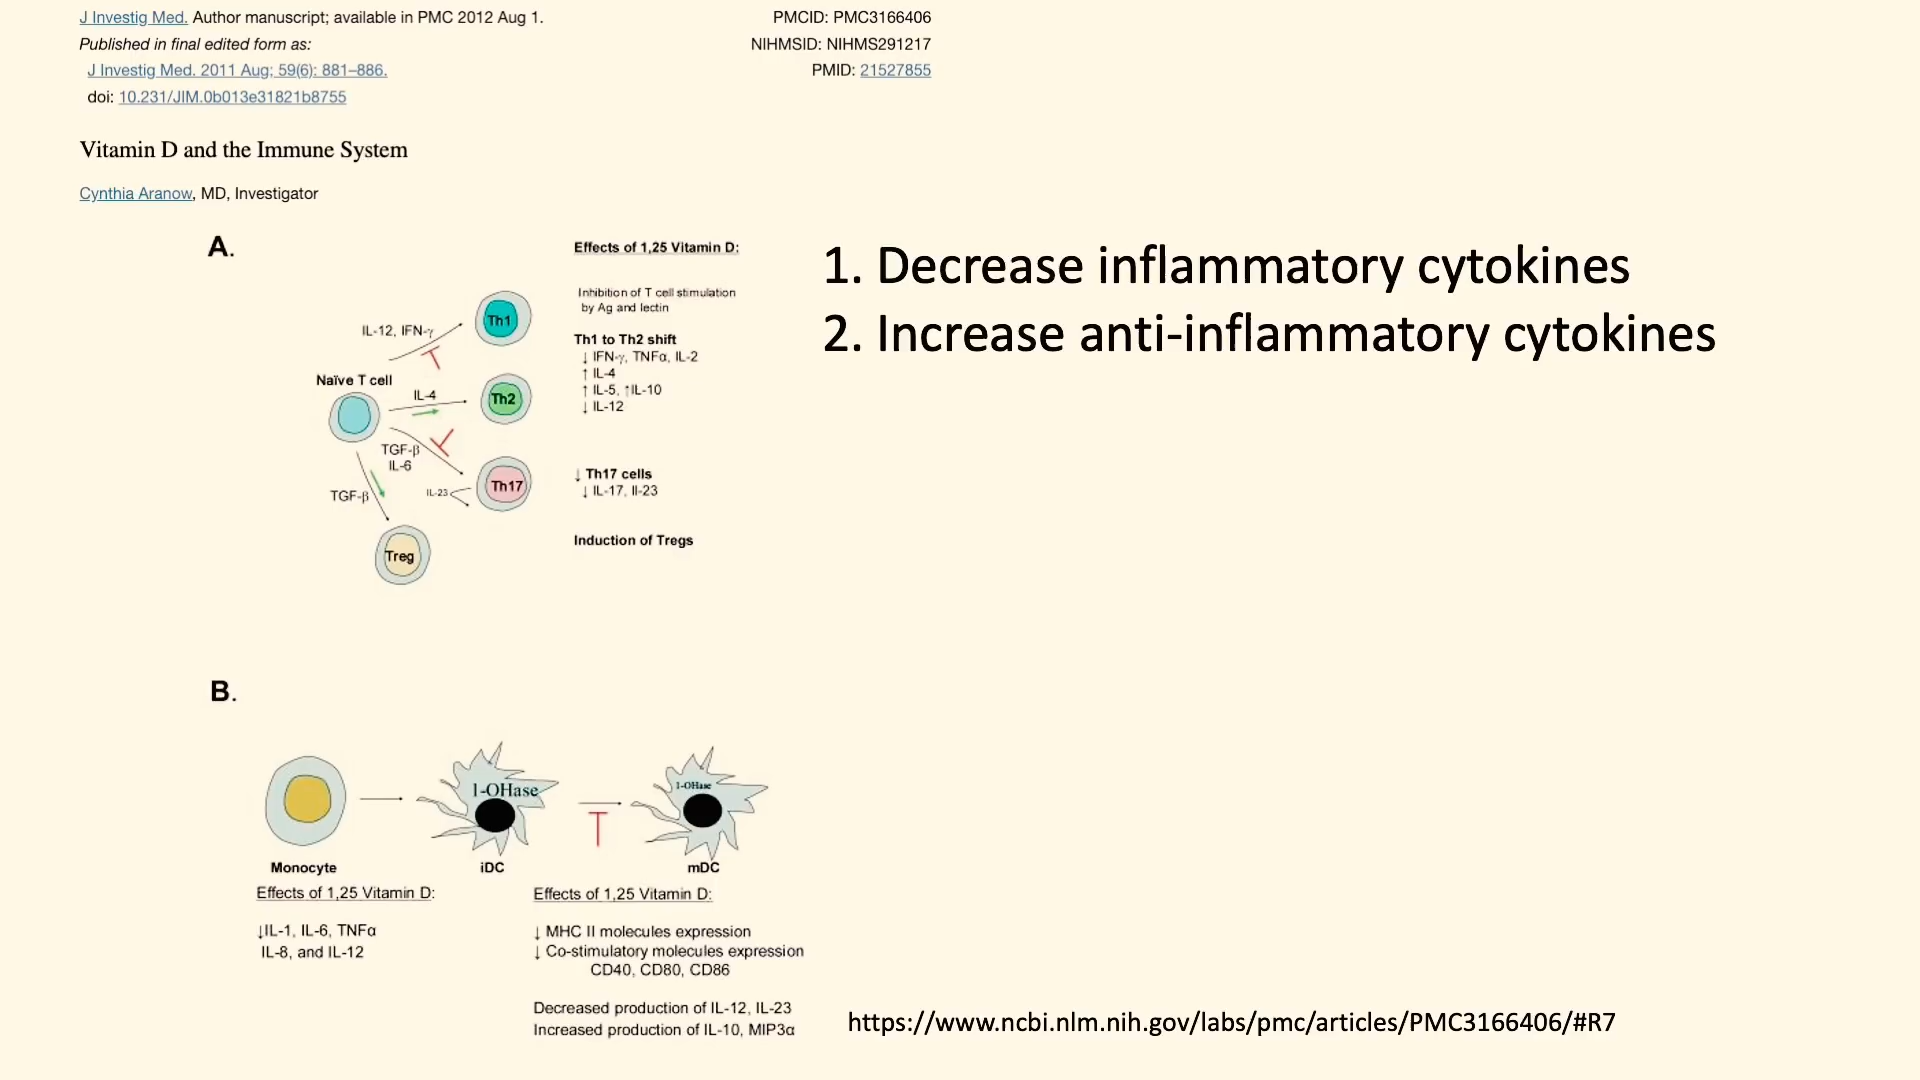 J Investig Med. Author manuscript; available in PMC 2012 Aug 1.
Published in final edited form as:
J Investig Med. 2011 Aug; 59(6): 881–886.
doi: 10.231/JIM.0b013e31821b8755
PMCID: PMC3166406
NIHMSID: NIHMS291217
PMID: 21527855
Vitamin D and the Immune System
Cynthia Aranow, MD, Investigator
1. Decrease inflammatory cytokines
2. Increase anti-inflammatory cytokines
A.
IL-12, IFN-γ
Th1
Naïve T cell
IL-4
Th2
TGF-β
IL-6
Th17
IL-23
TGF-β
Treg
Effects of 1,25 Vitamin D:
Inhibition of T cell stimulation
by Ag and lectin
Th1 to Th2 shift
↓ IFN-γ, TNFα, IL-2
↑ IL-4
↑ IL-5, ↑IL-10
↓ IL-12
↓ Th17 cells
↓ IL-17, Il-23
Induction of Tregs
B.
1-OHase
1-OHase
Monocyte
iDC
mDC
Effects of 1,25 Vitamin D:
↓IL-1, IL-6, TNFα
IL-8, and IL-12
Effects of 1,25 Vitamin D:
↓ MHC II molecules expression
↓ Co-stimulatory molecules expression
CD40, CD80, CD86
Decreased production of IL-12, IL-23
Increased production of IL-10, MIP3α
https://www.ncbi.nlm.nih.gov/labs/pmc/articles/PMC3166406/#R7